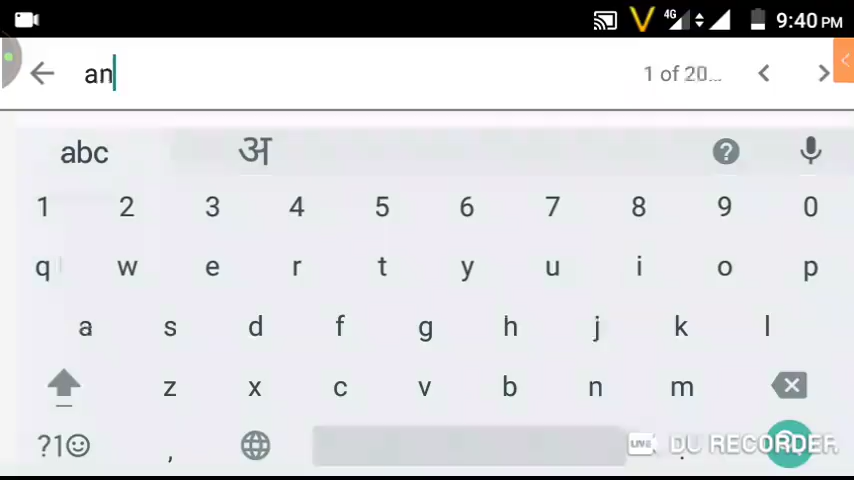 4G 9:40 PM
an 1 of 20...
abc अ ?
1 2 3 4 5 6 7 8 9 0
q w e r t y u i o p
a s d f g h j k l
z x c v b n m
?1 , LIVE DU RECORDER .